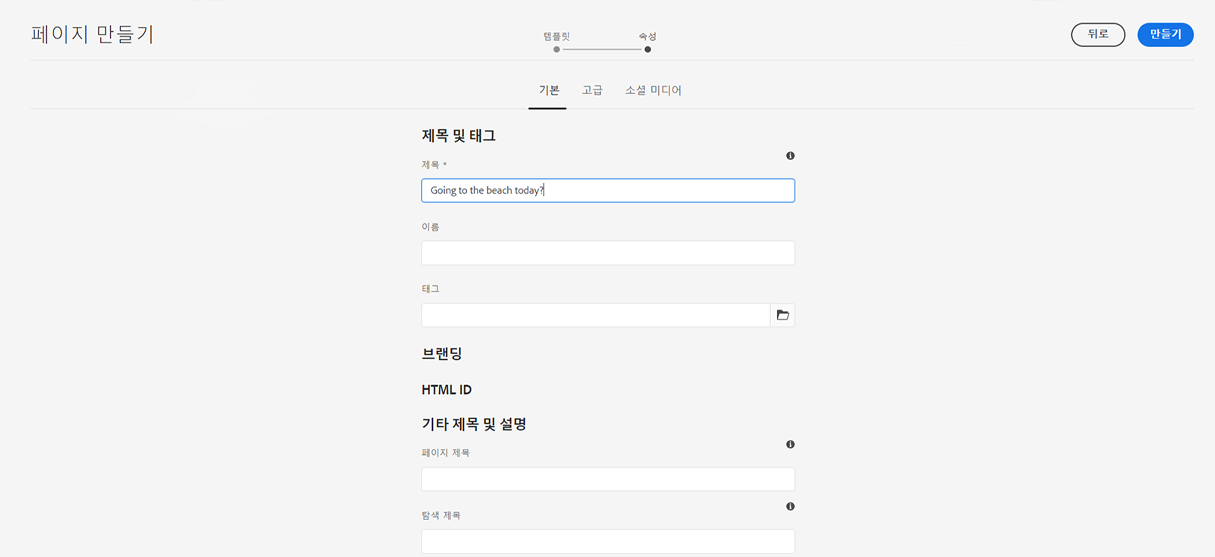 페이지 만들기
템플릿 속성
뒤로 만들기
기본 고급 소셜 미디어
제목 및 태그
제목 *
Going to the beach today?
이름
태그
브랜딩
HTML ID
기타 제목 및 설명
페이지 제목
탐색 제목